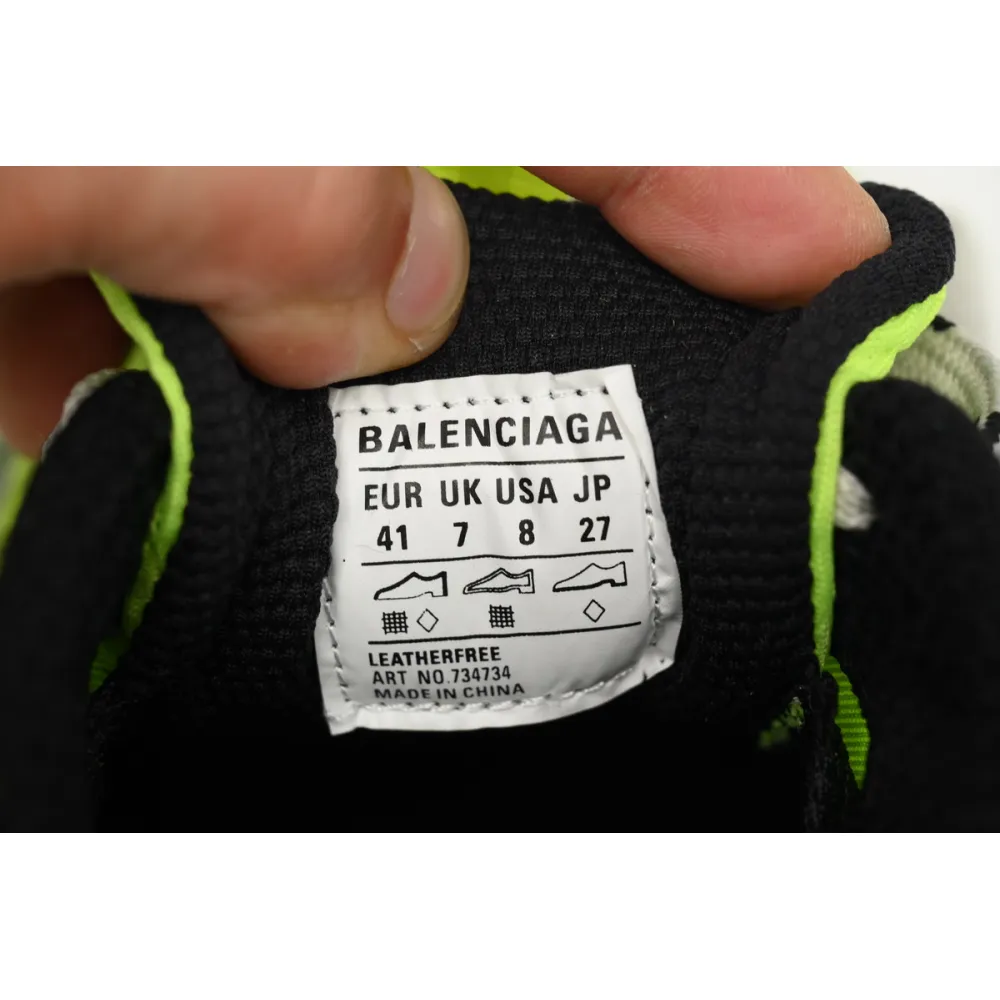 BALENCIAGA
EUR UK USA JP
41 7 8 27
LEATHERFREE
ART NO.734734
MADE IN CHINA